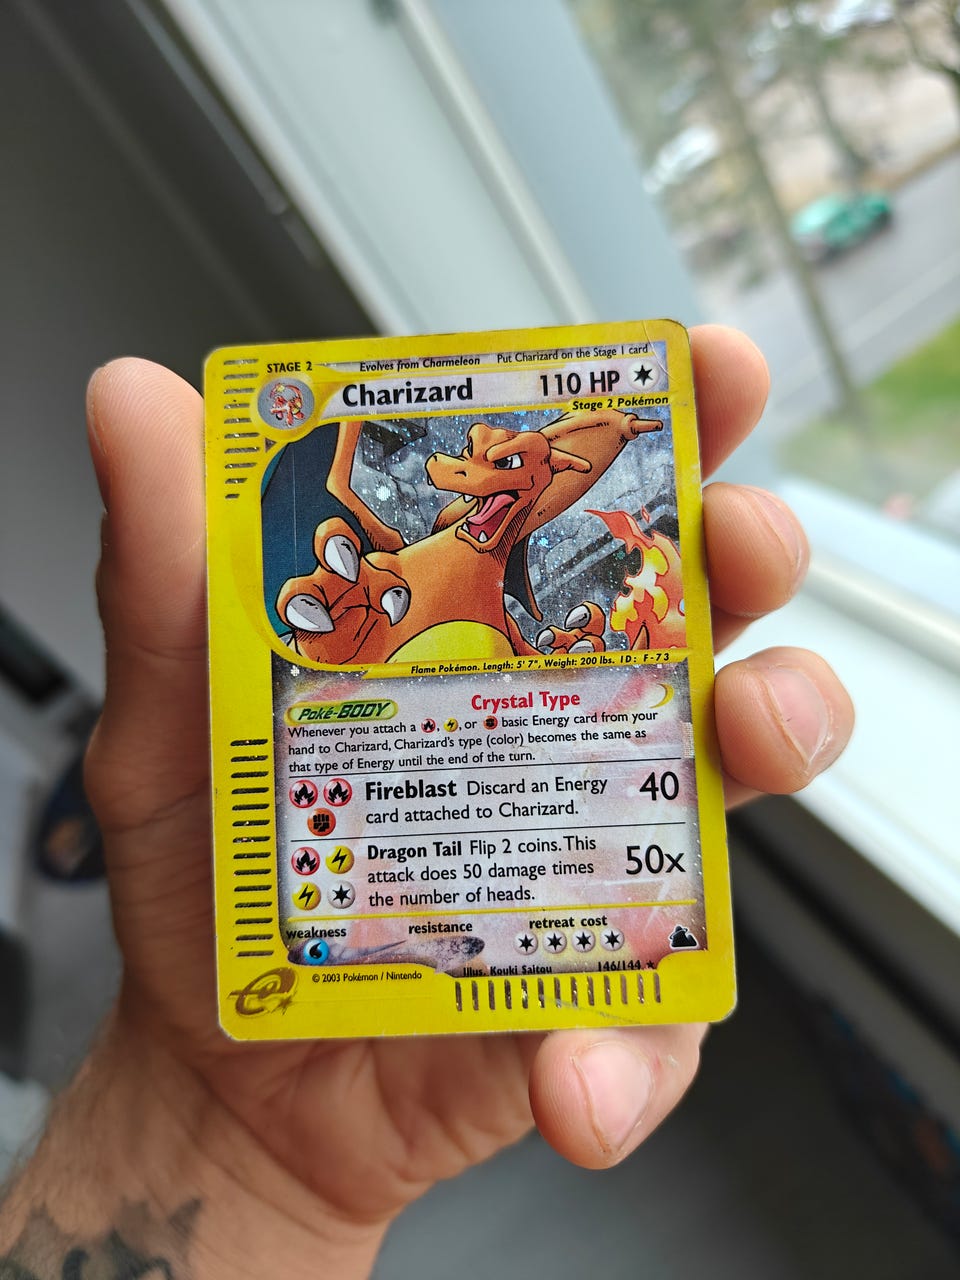 STAGE 2
Evolves from Charmeleon
Put Charizard on the Stage 1 card
Charizard
110 HP
Stage 2 Pokémon
Flame Pokémon. Length: 5' 7", Weight: 200 lbs. ID: F-73
Poké-BODY
Crystal Type
Whenever you attach a , , or basic Energy card from your
hand to Charizard, Charizard's type (color) becomes the same as
that type of Energy until the end of the turn.
Fireblast Discard an Energy
card attached to Charizard.
40
Dragon Tail Flip 2 coins. This
attack does 50 damage times
the number of heads.
50x
weakness
resistance
retreat cost
Illus. Kouki Saitou
146/144
© 2003 Pokémon / Nintendo
e